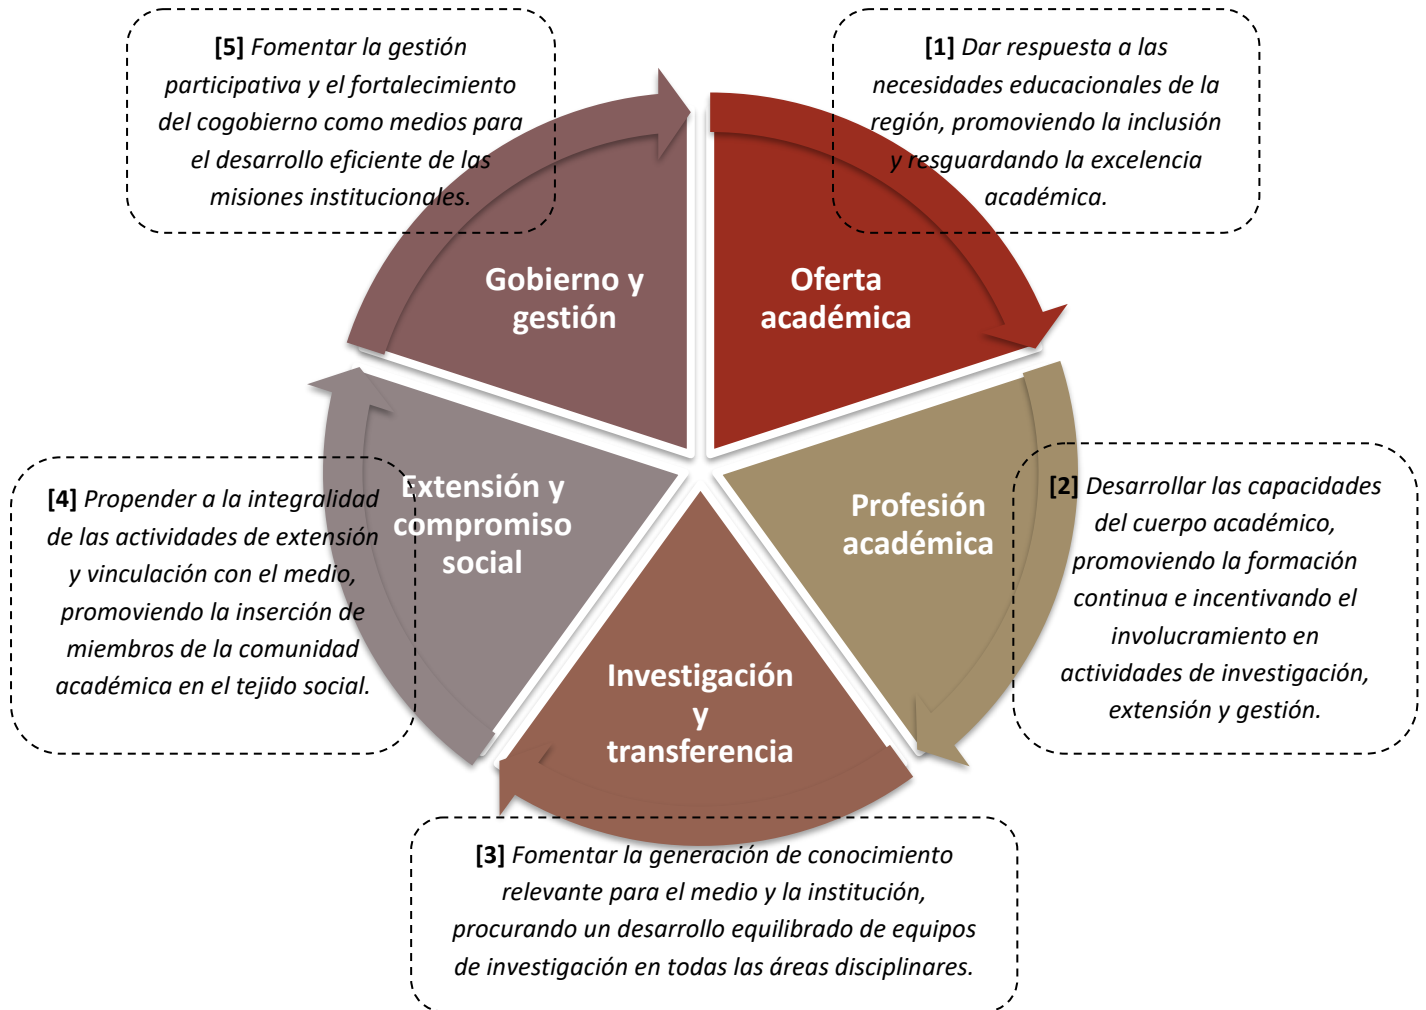 [5] Fomentar la gestión
participativa y el fortalecimiento
del cogobierno como medios para
el desarrollo eficiente de las
misiones institucionales.
[1] Dar respuesta a las
necesidades educacionales de la
región, promoviendo la inclusión
y resguardando la excelencia
académica.
Gobierno y
gestión
Oferta
académica
[4] Propender a la integralidad
de las actividades de extensión
y vinculación con el medio,
promoviendo la inserción de
miembros de la comunidad
académica en el tejido social.
Extensión y
compromiso
social
Profesión
académica
[2] Desarrollar las capacidades
del cuerpo académico,
promoviendo la formación
continua e incentivando el
involucramiento en
actividades de investigación,
extensión y gestión.
Investigación
y
transferencia
[3] Fomentar la generación de conocimiento
relevante para el medio y la institución,
procurando un desarrollo equilibrado de equipos
de investigación en todas las áreas disciplinares.